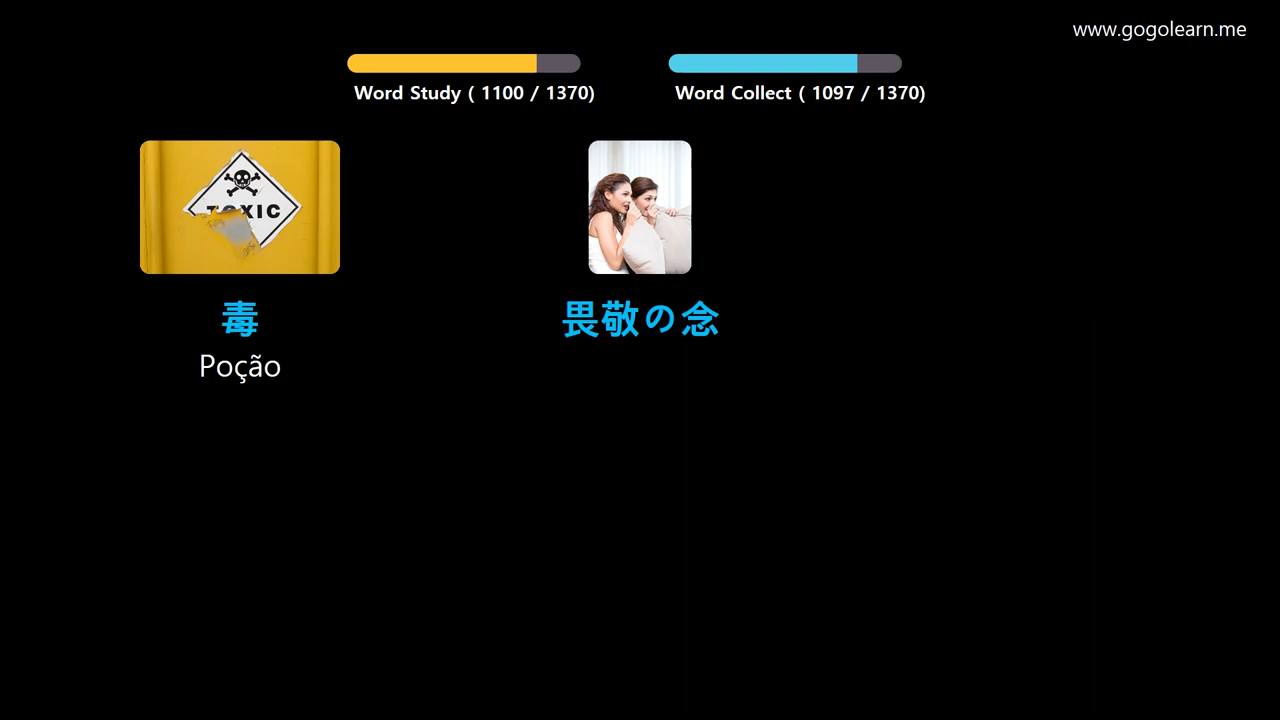 www.gogolearn.me
Word Study ( 1100 / 1370)
Word Collect ( 1097 / 1370)
TOXIC
毒
畏敬の念
Poção